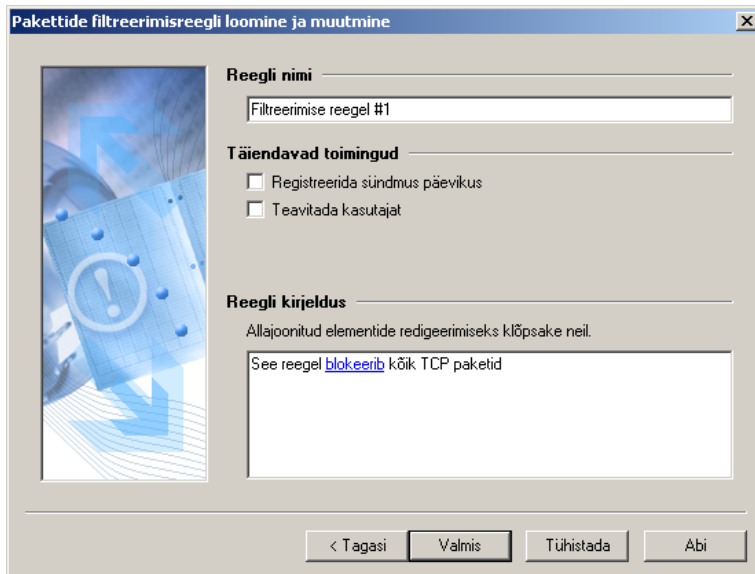 Pakettide filtreerimisreegli loomine ja muutmine
Reegli nimi
Filtreerimise reegel #1
Täiendavad toimingud
Registreerida sündmus päevikus
Teavitada kasutajat
Reegli kirjeldus
Allajoonitud elementide redigeerimiseks klõpsake neil.
See reegel blokeerib kõik TCP paketid
< Tagasi
Valmis
Tühistada
Abi